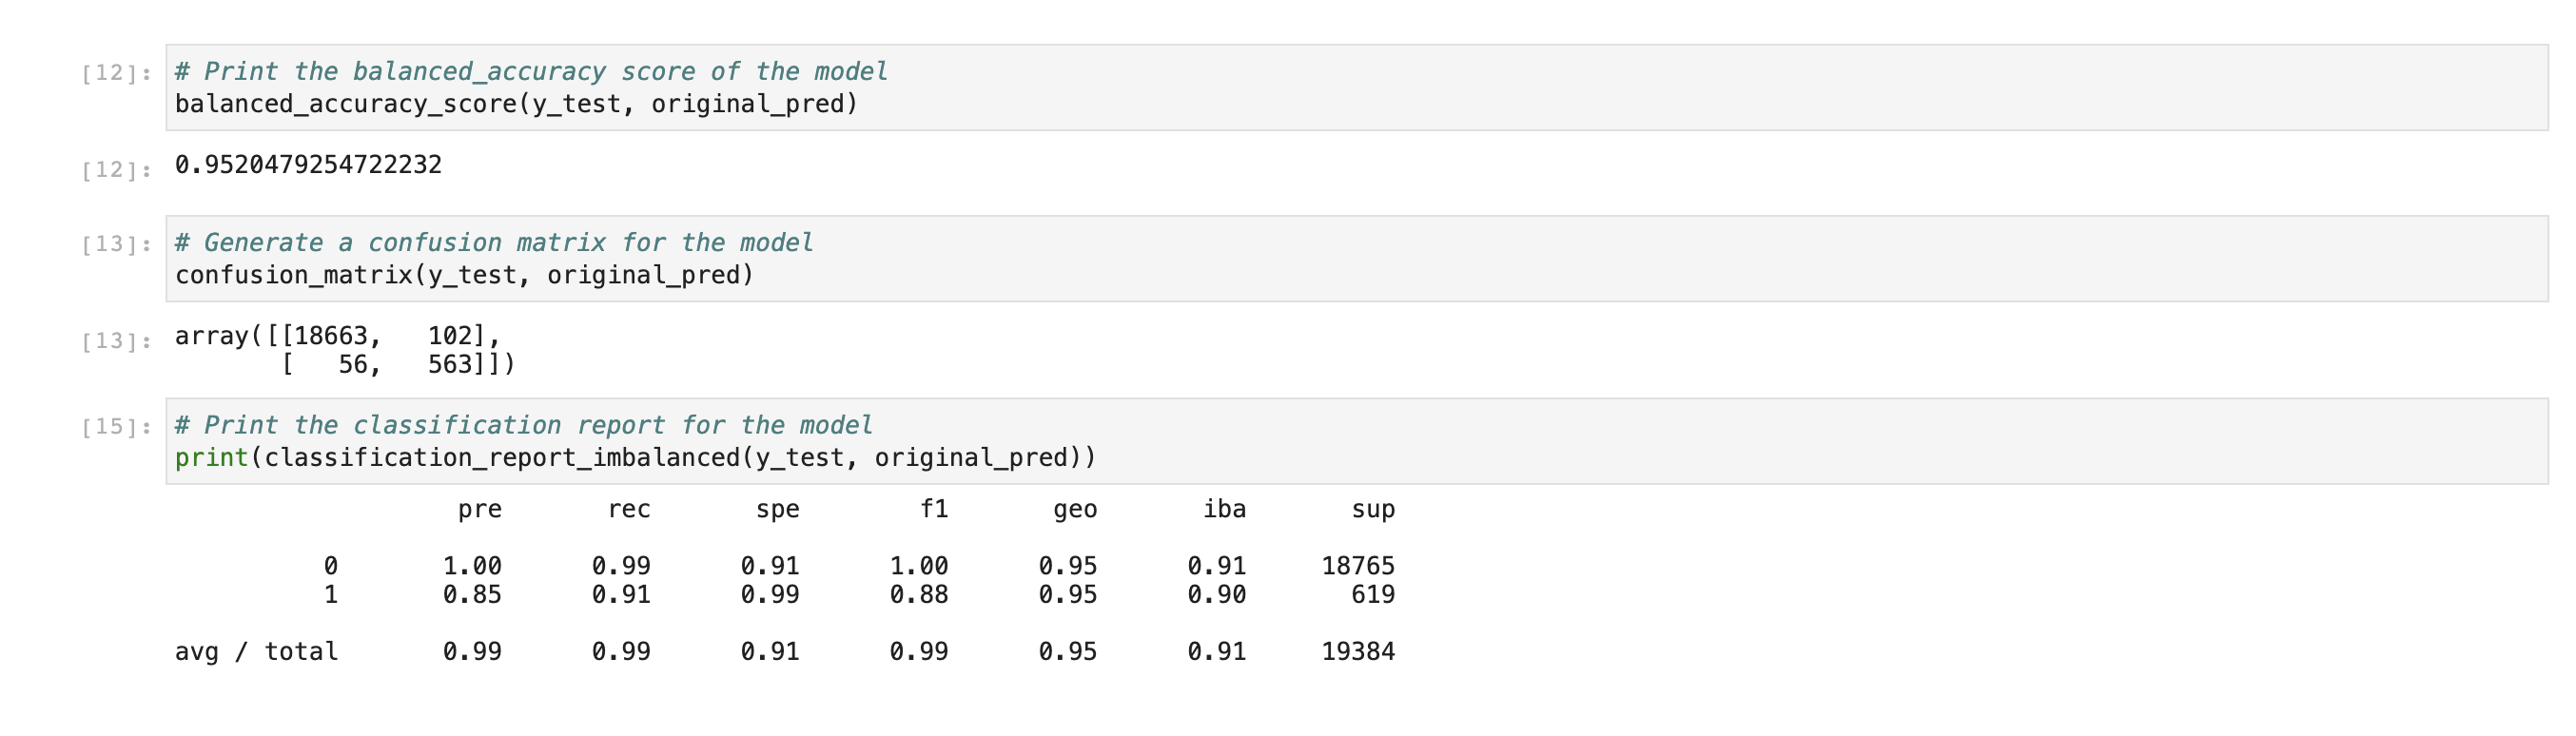 [12]: # Print the balanced_accuracy score of the model
balanced_accuracy_score(y_test, original_pred)
[12]: 0.9520479254722232
[13]: # Generate a confusion matrix for the model
confusion_matrix(y_test, original_pred)
[13]: array([[18663,   102],
       [   56,   563]])
[15]: # Print the classification report for the model
print(classification_report_imbalanced(y_test, original_pred))
                   pre       rec       spe        f1       geo       iba       sup
          0       1.00      0.99      0.91      1.00      0.95      0.91     18765
          1       0.85      0.91      0.99      0.88      0.95      0.90       619
avg / total       0.99      0.99      0.91      0.99      0.95      0.91     19384